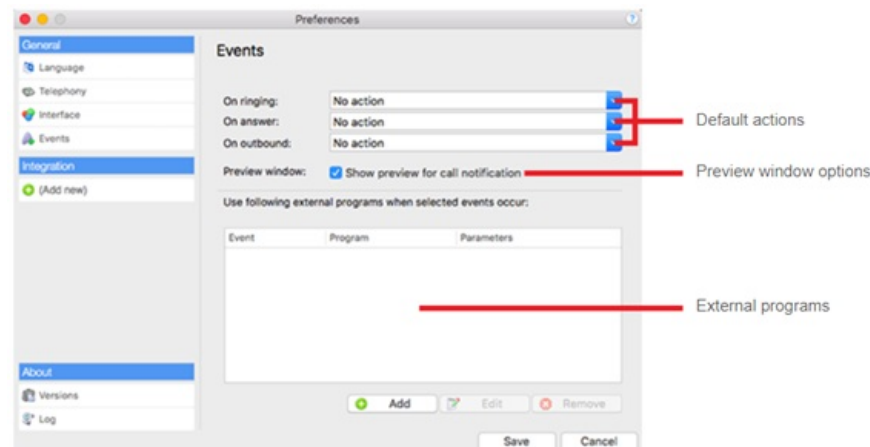 Preferences
?
General
Language
Telephony
Interface
Events
Integration
(Add new)
About
Versions
Log
Events
On ringing: No action
On answer: No action
On outbound: No action
Preview window: Show preview for call notification
Use following external programs when selected events occur:
Event Program Parameters
Add Edit Remove
Save Cancel
Default actions
Preview window options
External programs